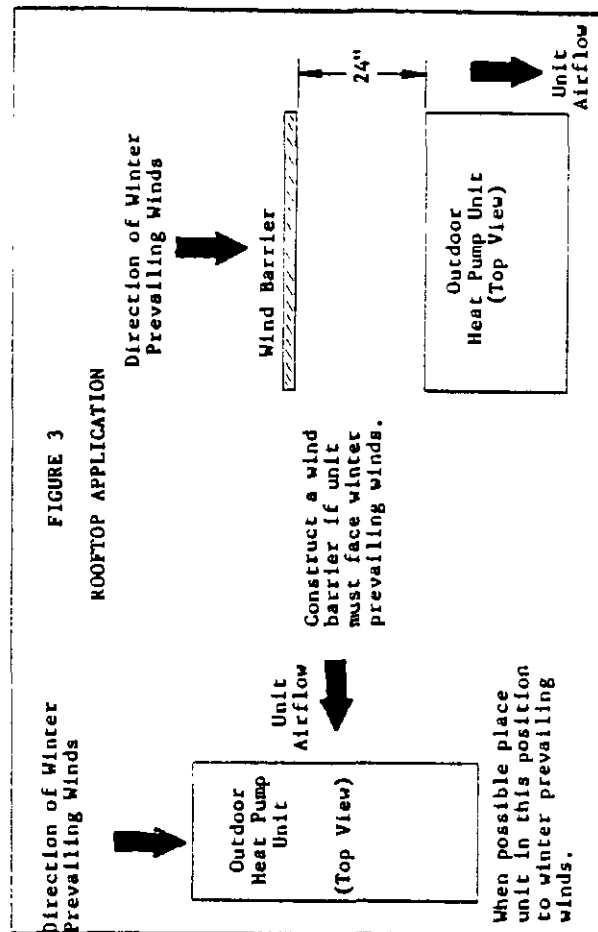 FIGURE 3
ROOFTOP APPLICATION
Direction of Winter
Prevailing Winds
Outdoor
Heat Pump
Unit
(Top View)
Unit
Airflow
When possible place
unit in this position
to winter prevailing
winds.
Construct a wind
barrier if unit
must face winter
prevailing winds.
Direction of Winter
Prevailing Winds
Wind Barrier
24"
Outdoor
Heat Pump Unit
(Top View)
Unit
Airflow